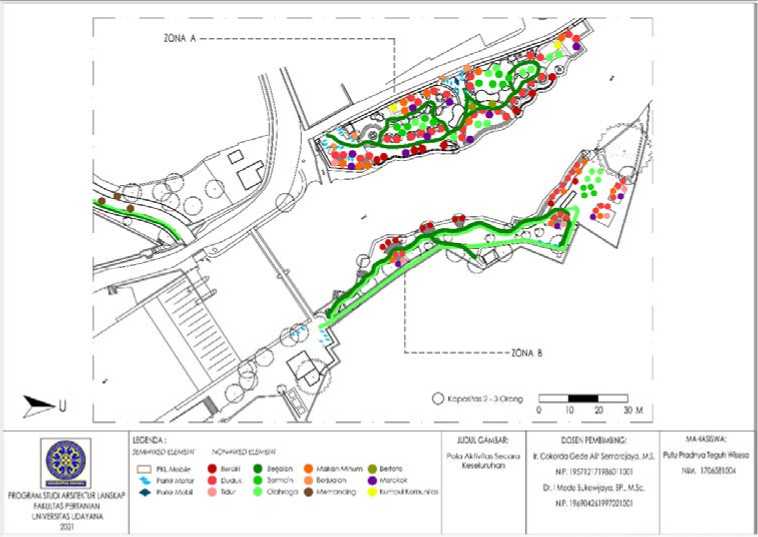 ZONA A
ZONA B
Kapasitas 2 - 3 Orang
0 10 20 30 M
U
PROGRAM STUDI ARSITEKTUR LANSKAP
FAKULTAS PERTANIAN
UNIVERSITAS UDAYANA
2021
LEGENDA :
SEMIFIXED ELEMENT
NONFIXED ELEMENT
PKL Mobile
Parkir Motor
Parkir Mobil
Berdiri
Duduk
Tidur
Berjalan
Bermain
Olahraga
Makan Minum
Berjualan
Memancing
Berfoto
Merokok
Kumpul Komunitas
JUDUL GAMBAR:
Pola Aktivitas Secara
Keseluruhan
DOSEN PEMBIMBING:
Ir. Cokorda Gede Alit Semarajaya, M.S.
NIP.
Dr. I Made Sukewijaya, SP., M.Sc.
NIP. 196904261997021001
MAHASISWA:
Putu Pradnya Teguh Wisesa
NIM. 1706581004